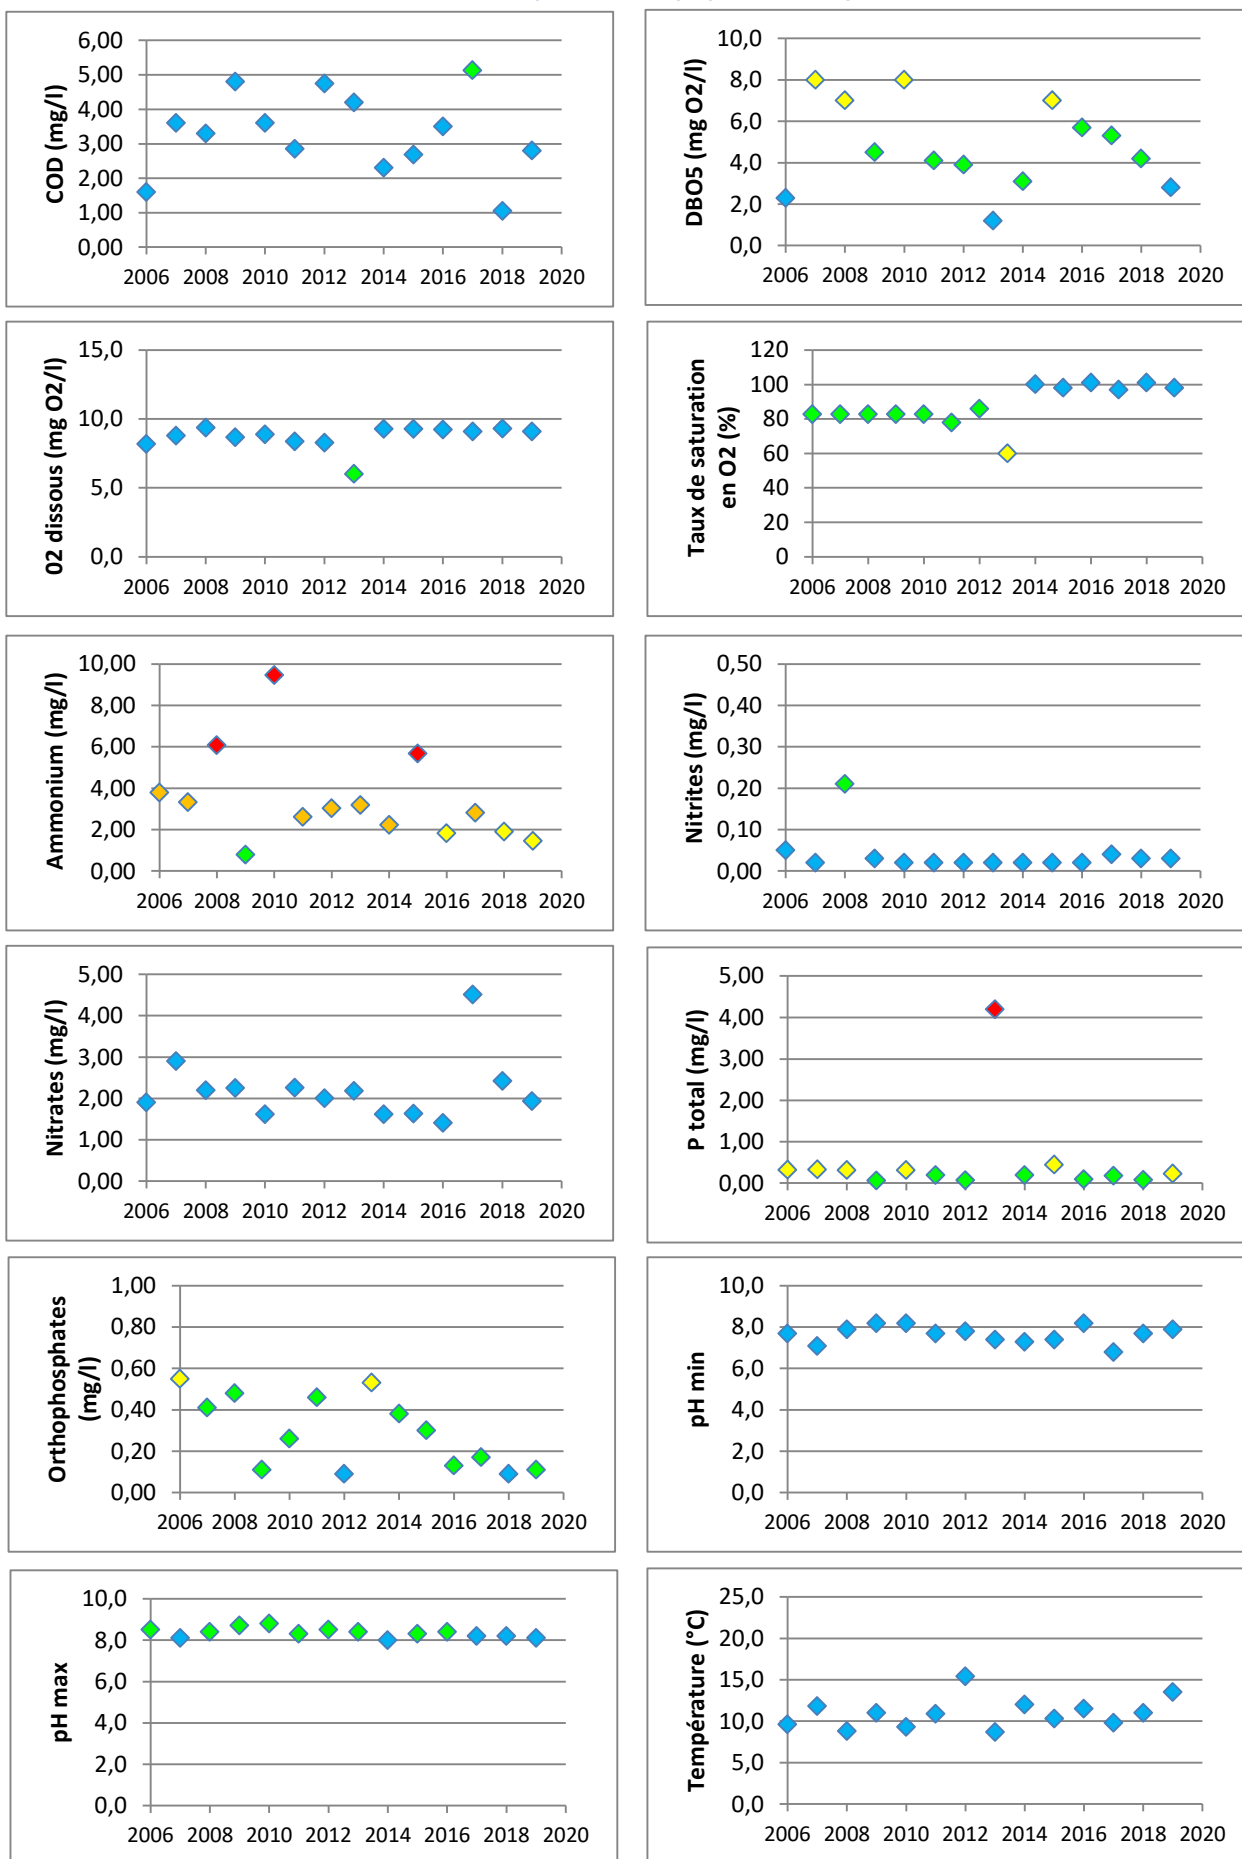 COD (mg/l)
6,00
5,00
4,00
3,00
2,00
1,00
0,00
2006 2008 2010 2012 2014 2016 2018 2020
DBO5 (mg O2/l)
10,0
8,0
6,0
4,0
2,0
0,0
2006 2008 2010 2012 2014 2016 2018 2020
02 dissous (mg O2/l)
15,0
10,0
5,0
0,0
2006 2008 2010 2012 2014 2016 2018 2020
Taux de saturation
en O2 (%)
120
100
80
60
40
20
0
2006 2008 2010 2012 2014 2016 2018 2020
Ammonium (mg/l)
10,00
8,00
6,00
4,00
2,00
0,00
2006 2008 2010 2012 2014 2016 2018 2020
Nitrites (mg/l)
0,50
0,40
0,30
0,20
0,10
0,00
2006 2008 2010 2012 2014 2016 2018 2020
Nitrates (mg/l)
5,00
4,00
3,00
2,00
1,00
0,00
2006 2008 2010 2012 2014 2016 2018 2020
P total (mg/l)
5,00
4,00
3,00
2,00
1,00
0,00
2006 2008 2010 2012 2014 2016 2018 2020
Orthophosphates
(mg/l)
1,00
0,80
0,60
0,40
0,20
0,00
2006 2008 2010 2012 2014 2016 2018 2020
pH min
10,0
8,0
6,0
4,0
2,0
0,0
2006 2008 2010 2012 2014 2016 2018 2020
pH max
10,0
8,0
6,0
4,0
2,0
0,0
2006 2008 2010 2012 2014 2016 2018 2020
Température (°C)
25,0
20,0
15,0
10,0
5,0
0,0
2006 2008 2010 2012 2014 2016 2018 2020